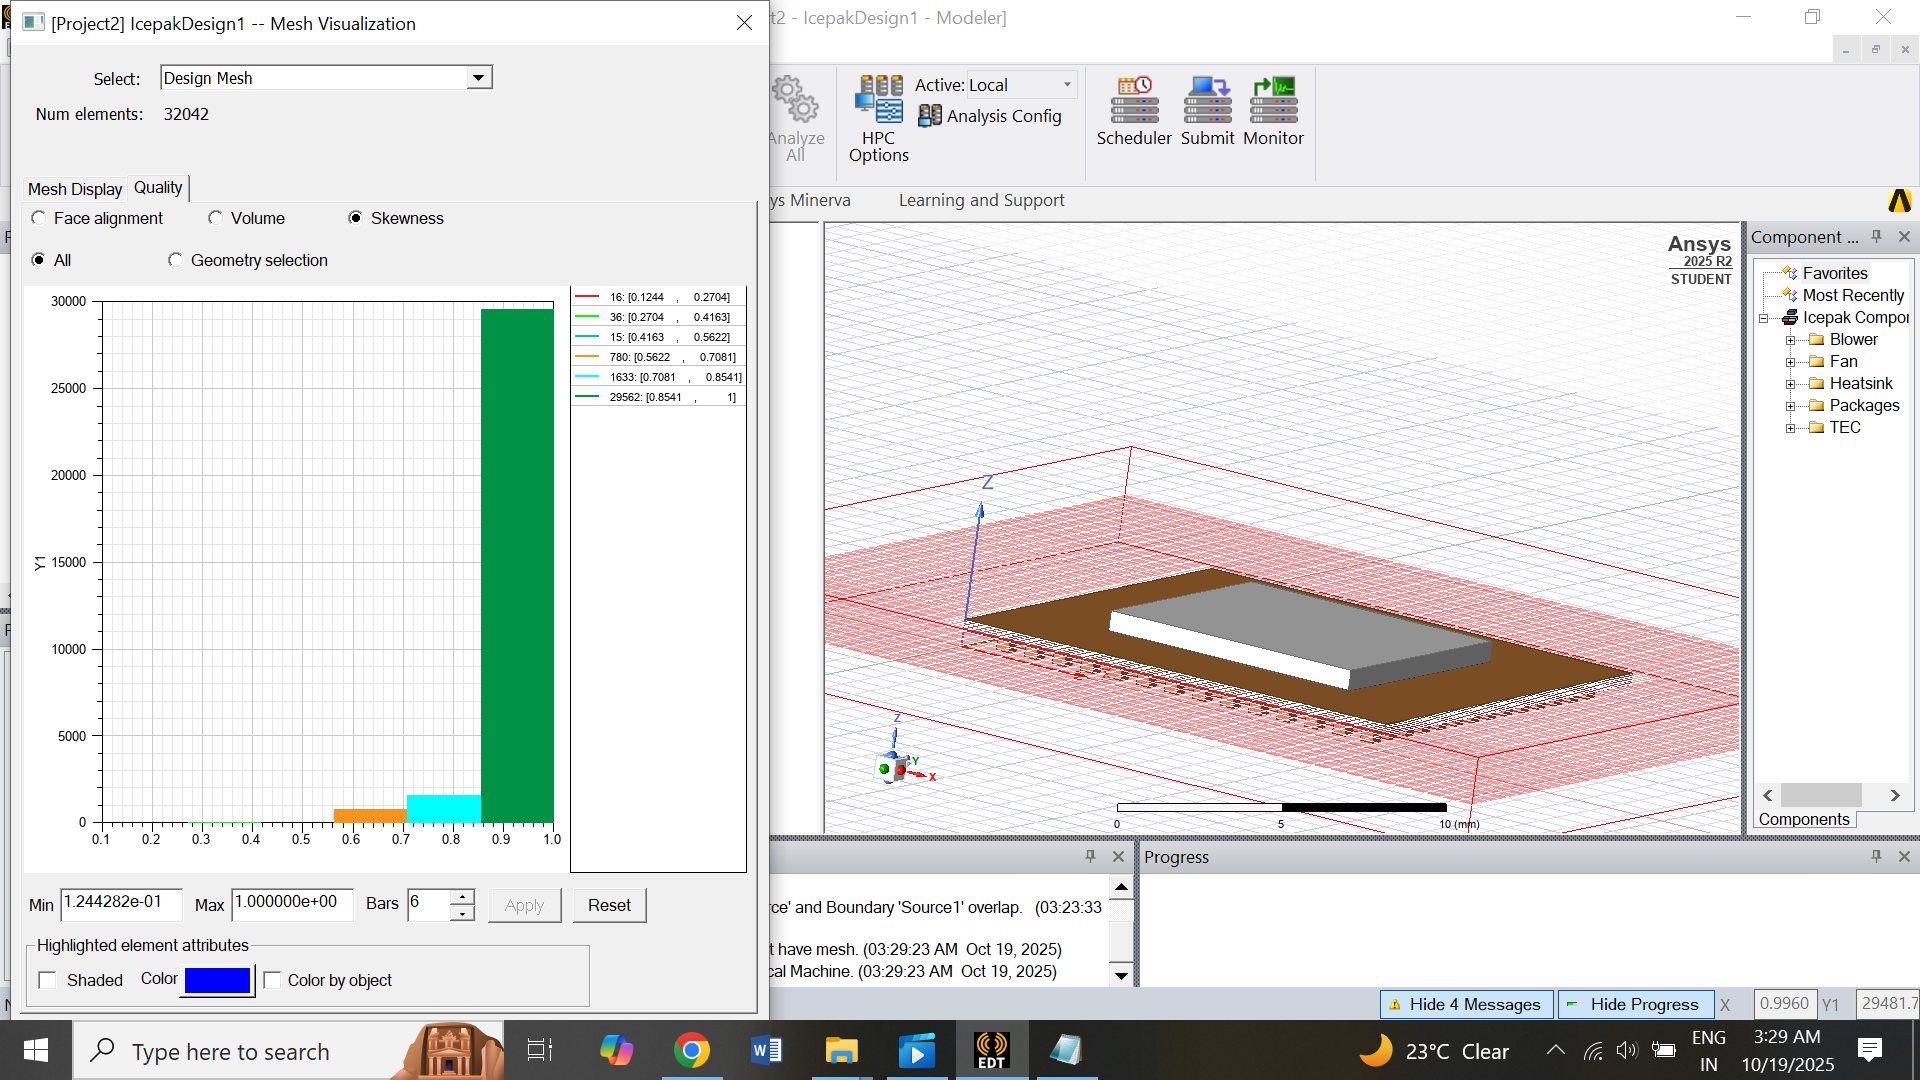 [Project2] IcepakDesign1 -- Mesh Visualization
t2 - IcepakDesign1 - Modeler]
Select: Design Mesh
Num elements: 32042
Mesh Display Quality
Face alignment Volume Skewness
All Geometry selection
30000
25000
20000
15000
10000
5000
0
Y1
0.1 0.2 0.3 0.4 0.5 0.6 0.7 0.8 0.9 1.0
16: [0.1244 , 0.2704]
36: [0.2704 , 0.4163]
15: [0.4163 , 0.5622]
780: [0.5622 , 0.7081]
1633: [0.7081 , 0.8541]
29562: [0.8541 , 1]
Min 1.244282e-01 Max 1.000000e+00 Bars 6 Apply Reset
Highlighted element attributes
Shaded Color Color by object
Analyze
All
HPC
Options
Active: Local
Analysis Config
Scheduler Submit Monitor
ys Minerva Learning and Support
Ansys
2025 R2
STUDENT
Z
Z
Y
X
0 5 10 (mm)
Component ...
Favorites
Most Recently
Icepak Compor
Blower
Fan
Heatsink
Packages
TEC
Components
rce' and Boundary 'Source1' overlap. (03:23:33
t have mesh. (03:29:23 AM Oct 19, 2025)
cal Machine. (03:29:23 AM Oct 19, 2025)
Progress
Hide 4 Messages Hide Progress X 0.9960 Y1 29481.7
Type here to search
EDT
23°C Clear
ENG
IN
3:29 AM
10/19/2025